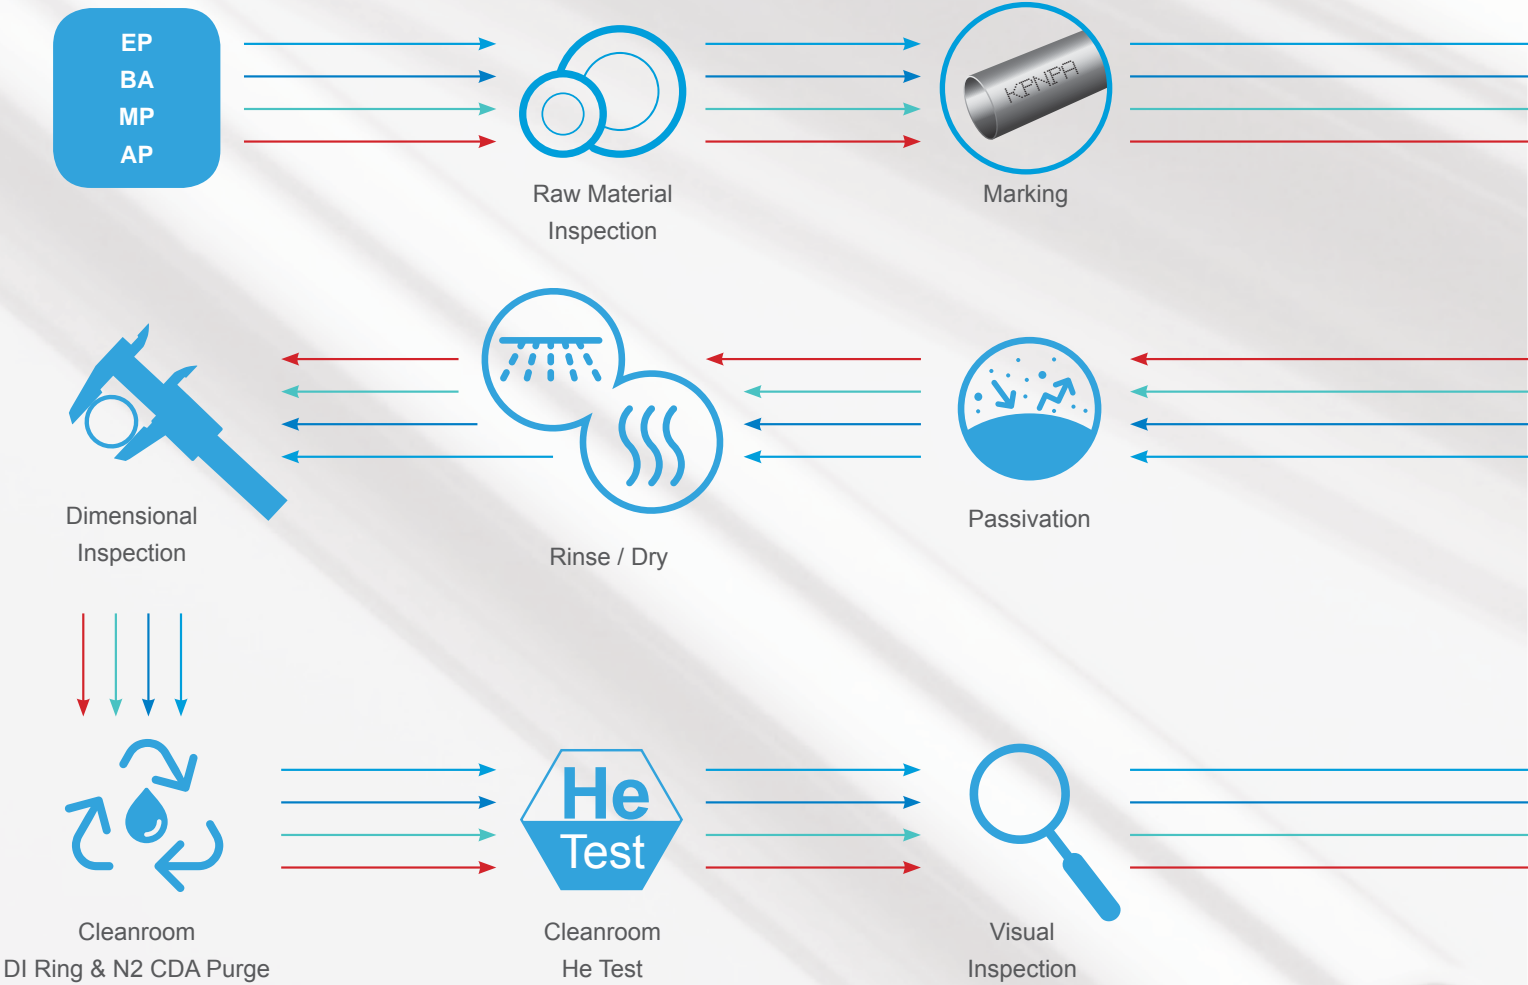 EP
BA
MP
AP
KPNPA
Raw Material
Inspection
Marking
Dimensional
Inspection
Rinse / Dry
Passivation
He
Test
Cleanroom
DI Ring & N2 CDA Purge
Cleanroom
He Test
Visual
Inspection